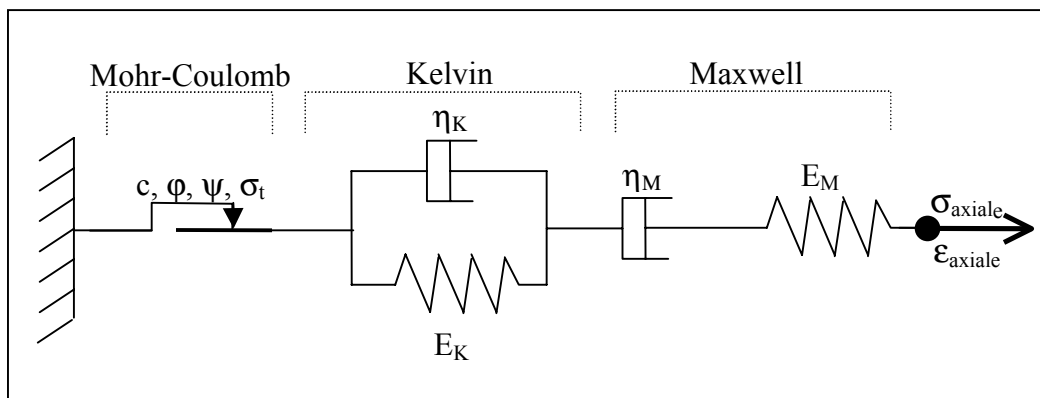 Mohr-Coulomb
Kelvin
Maxwell
η_K
c, φ, ψ, σ_t
η_M
E_M
σ_axiale
ε_axiale
E_K